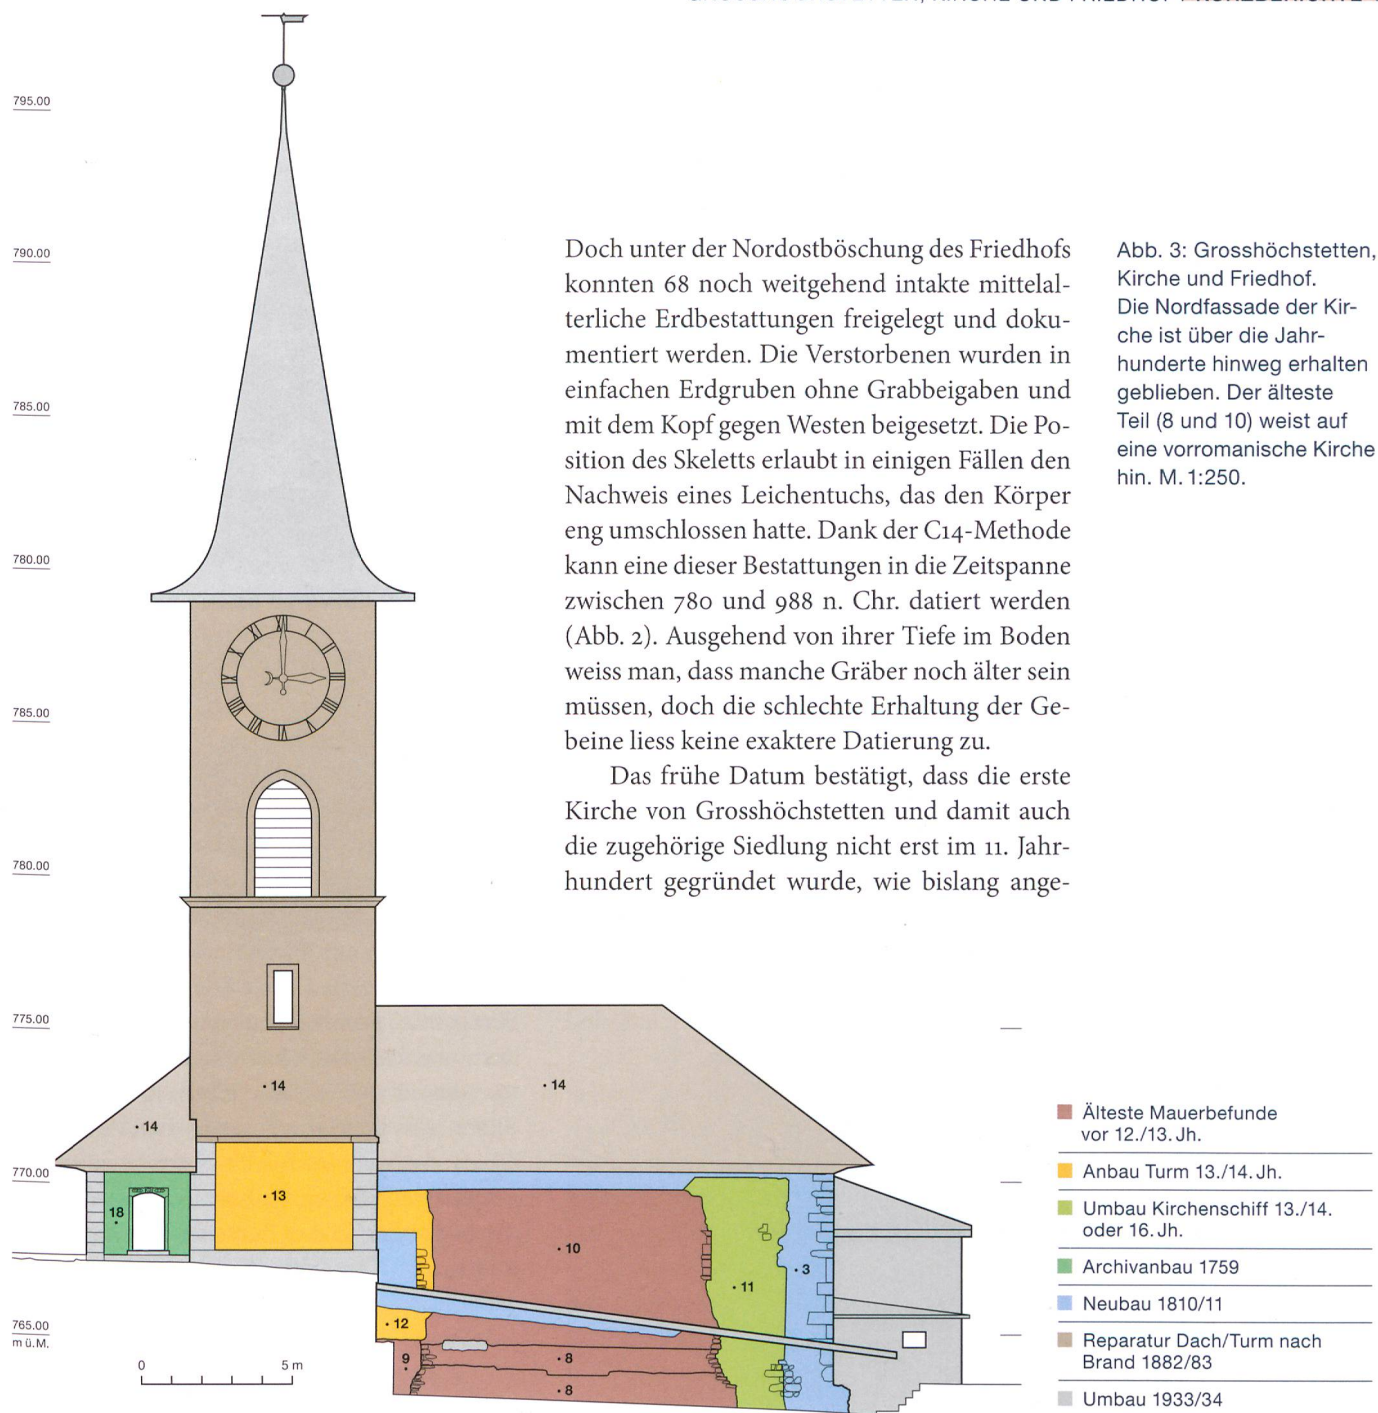 Doch unter der Nordostböschung des Friedhofs
konnten 68 noch weitgehend intakte mittelal-
terliche Erdbestattungen freigelegt und doku-
mentiert werden. Die Verstorbenen wurden in
einfachen Erdgruben ohne Grabbeigaben und
mit dem Kopf gegen Westen beigesetzt. Die Po-
sition des Skeletts erlaubt in einigen Fällen den
Nachweis eines Leichentuchs, das den Körper
eng umschlossen hatte. Dank der C14-Methode
kann eine dieser Bestattungen in die Zeitspanne
zwischen 780 und 988 n. Chr. datiert werden
(Abb. 2). Ausgehend von ihrer Tiefe im Boden
weiss man, dass manche Gräber noch älter sein
müssen, doch die schlechte Erhaltung der Ge-
beine liess keine exaktere Datierung zu.
Das frühe Datum bestätigt, dass die erste
Kirche von Grosshöchstetten und damit auch
die zugehörige Siedlung nicht erst im 11. Jahr-
hundert gegründet wurde, wie bislang ange-
Abb. 3: Grosshöchstetten,
Kirche und Friedhof.
Die Nordfassade der Kir-
che ist über die Jahr-
hunderte hinweg erhalten
geblieben. Der älteste
Teil (8 und 10) weist auf
eine vorromanische Kirche
hin. M. 1:250.
795.00
790.00
785.00
780.00
785.00
780.00
775.00
770.00
765.00
m ü. M.
0 5 m
14
14
14
13
18
10
11
3
12
9
8
8
Älteste Mauerbefunde
vor 12./13. Jh.
Anbau Turm 13./14. Jh.
Umbau Kirchenschiff 13./14.
oder 16. Jh.
Archivanbau 1759
Neubau 1810/11
Reparatur Dach/Turm nach
Brand 1882/83
Umbau 1933/34